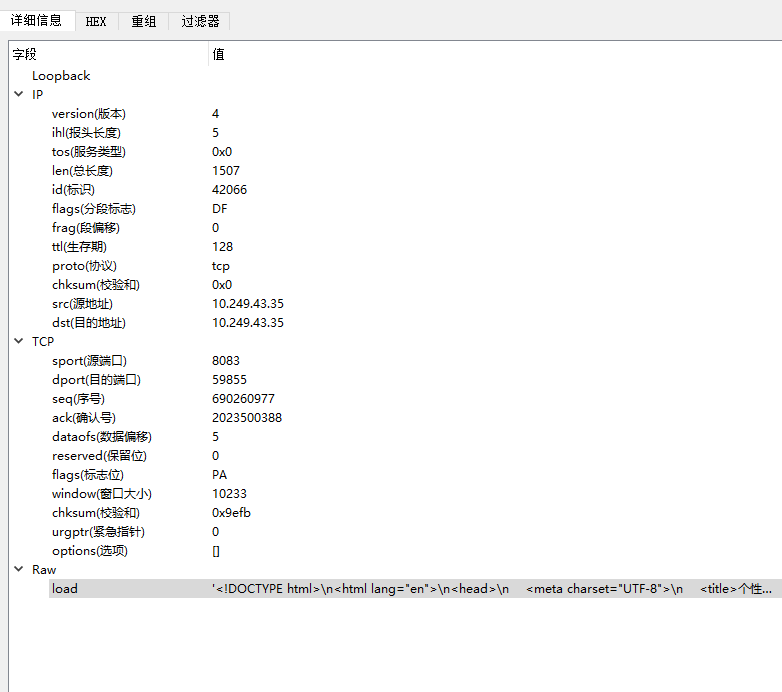 详细信息 HEX 重组 过滤器
字段 值
Loopback
IP
version(版本) 4
ihl(报头长度) 5
tos(服务类型) 0x0
len(总长度) 1507
id(标识) 42066
flags(分段标志) DF
frag(段偏移) 0
ttl(生存期) 128
proto(协议) tcp
chksum(校验和) 0x0
src(源地址) 10.249.43.35
dst(目的地址) 10.249.43.35
TCP
sport(源端口) 8083
dport(目的端口) 59855
seq(序号) 690260977
ack(确认号) 2023500388
dataofs(数据偏移) 5
reserved(保留位) 0
flags(标志位) PA
window(窗口大小) 10233
chksum(校验和) 0x9efb
urgptr(紧急指针) 0
options(选项) []
Raw
load '<!DOCTYPE html>\n<html lang="en">\n<head>\n    <meta charset="UTF-8">\n    <title>个性...